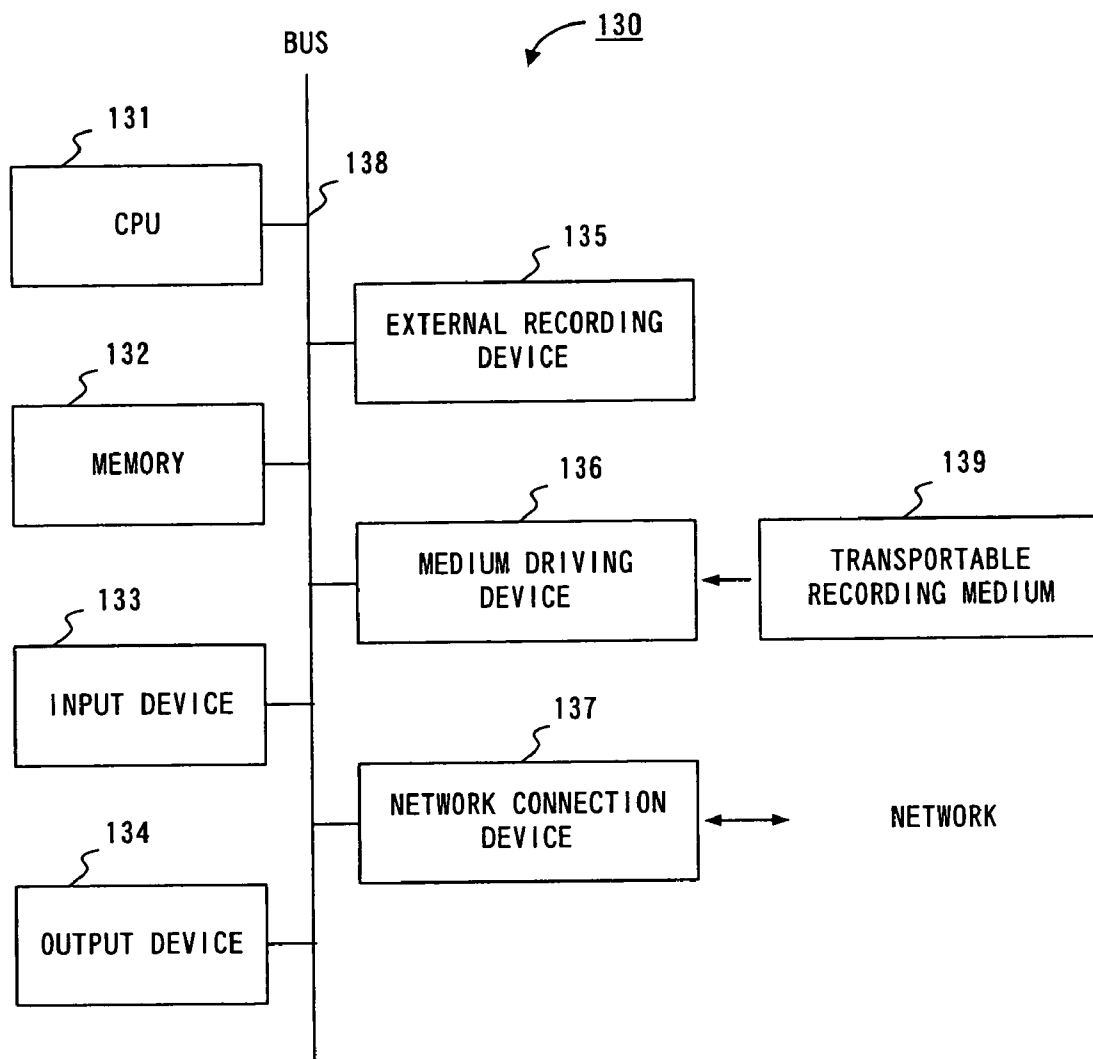 130
BUS
131
CPU
138
135
EXTERNAL RECORDING
DEVICE
132
MEMORY
136
MEDIUM DRIVING
DEVICE
139
TRANSPORTABLE
RECORDING MEDIUM
133
INPUT DEVICE
137
NETWORK CONNECTION
DEVICE
NETWORK
134
OUTPUT DEVICE